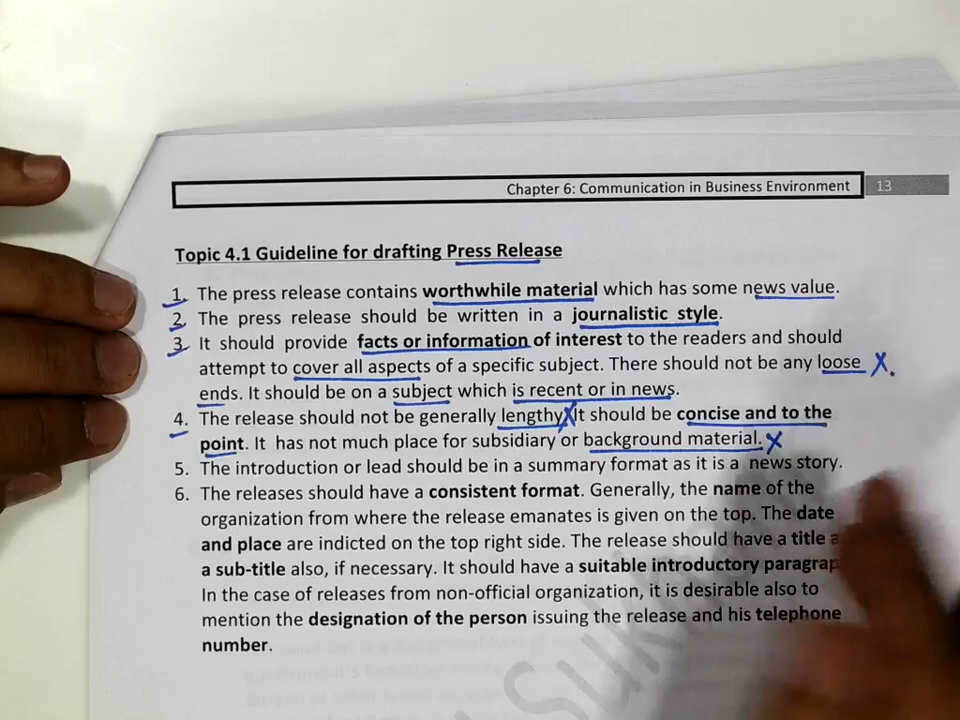 Chapter 6: Communication in Business Environment 13
Topic 4.1 Guideline for drafting Press Release
1. The press release contains worthwhile material which has some news value.
2. The press release should be written in a journalistic style.
3. It should provide facts or information of interest to the readers and should
attempt to cover all aspects of a specific subject. There should not be any loose
ends. It should be on a subject which is recent or in news.
4. The release should not be generally lengthy. It should be concise and to the
point. It has not much place for subsidiary or background material.
5. The introduction or lead should be in a summary format as it is a news story.
6. The releases should have a consistent format. Generally, the name of the
organization from where the release emanates is given on the top. The date
and place are indicted on the top right side. The release should have a title
a sub-title also, if necessary. It should have a suitable introductory
In the case of releases from non-official organization, it is desirable also to
mention the designation of the person issuing the release and his telephone
number.